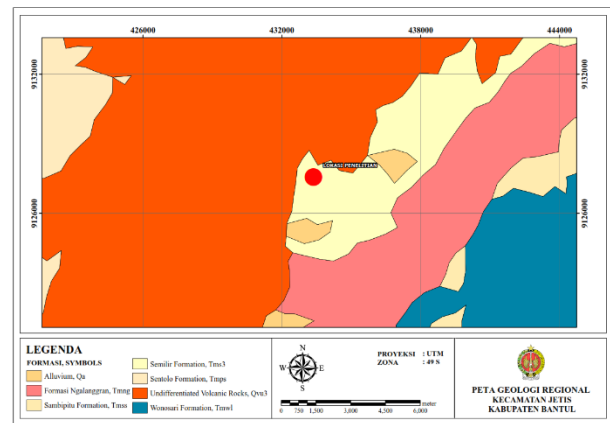 426000 432000 438000 444000
9132000 9132000
LOKASI PENELITIAN
9126000 9126000
LEGENDA
FORMASI, SYMBOLS
Alluvium, Qa
Formasi Nglanggran, Tmng
Sambipitu Formation, Tmss
Semilir Formation, Tms3
Sentolo Formation, Tmps
Undifferentiated Volcanic Rocks, Qvu3
Wonosari Formation, Tmwl
N
W E
S
PROYEKSI : UTM
ZONA : 49 S
0 750 1,500 3,000 4,500 6,000
meter
PETA GEOLOGI REGIONAL
KECAMATAN JETIS
KABUPATEN BANTUL